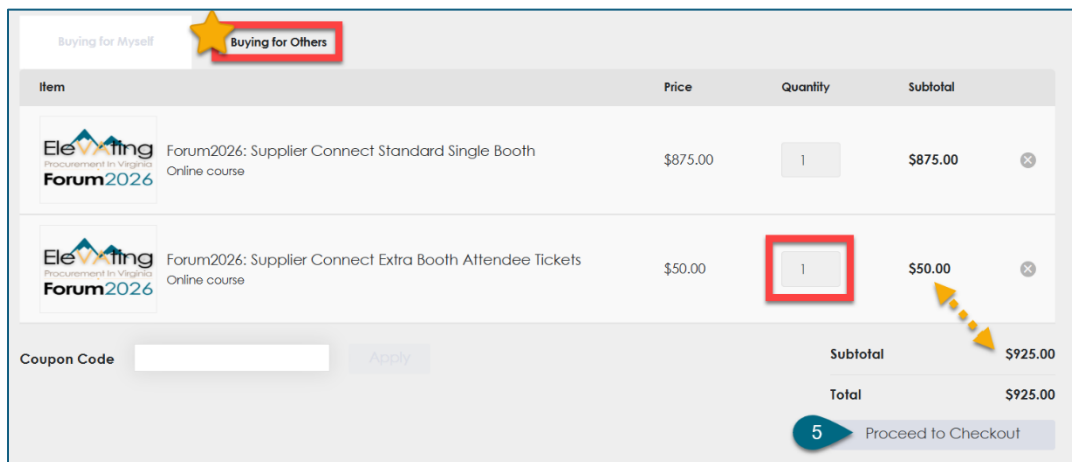 Buying for Myself
Buying for Others
Item Price Quantity Subtotal
EleVAting
Procurement In Virginia
Forum2026
Forum2026: Supplier Connect Standard Single Booth
Online course
$875.00 1 $875.00
EleVAting
Procurement In Virginia
Forum2026
Forum2026: Supplier Connect Extra Booth Attendee Tickets
Online course
$50.00 1 $50.00
Coupon Code Apply
Subtotal $925.00
Total $925.00
5 Proceed to Checkout